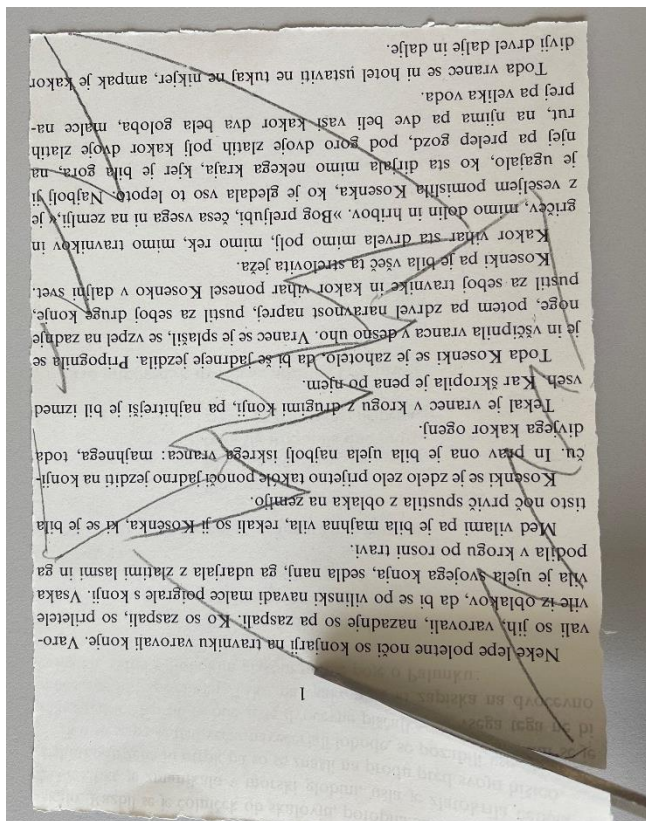 1
Neke lepe poletne noči so konjarji na travniku varovali konje. Varo-
vali so jih, varovali, nazadnje so pa zaspali. Ko so zaspali, so priletele
vile iz oblakov, da bi se po vilinski navadi malce poigrale s konji. Vsaka
vila je ujela svojega konja, sedla nanj, ga udarjala z zlatimi lasmi in ga
podila v krogu po rosni travi.
Med vilami pa je bila majhna vila, rekali so ji Kosenka, ki se je bila
tisto noč prvič spustila z oblaka na zemljo.
Kosenki se je zdelo zelo prijetno takole ponoči jadrno jezditi na konji-
ču. In prav ona je bila ujela najbolj iskrega vranca: majhnega, toda
divjega kakor ogenj.
Tekal je vranec v krogu z drugimi konji, pa najhitrejši je bil izmed
vseh. Kar škropila je pena po njem.
Toda Kosenki se je zahotelo, da bi še jadrneje jezdila. Pripognila se
je in vščipnila vranca v desno uho. Vranec se je splašil, se vzpel na zadnje
noge, potem pa zdrvel naravnost naprej, pustil za seboj druge konje,
pustil za seboj travnike in kakor vihar ponesel Kosenko v daljni svet.
Kosenki pa je bila všeč ta strelovita ježa.
Kakor vihar sta drvela mimo polj, mimo rek, mimo travnikov in
gričev, mimo dolin in hribov. »Bog preljubi, česa vsega ni na zemlji,« je
z veseljem pomislila Kosenka, ko je gledala vso to lepoto. Najbolj ji
je ugajalo, ko sta dirjala mimo nekega kraja, kjer je bila gora, na
njej pa prelep gozd, pod goro dvoje zlatih polj kakor dvoje zlatih
rut, na njima pa dve beli vasi kakor dva bela goloba, malce na-
prej pa velika voda.
Toda vranec se ni hotel ustaviti ne tukaj ne nikjer, ampak je kakor
divji drvel dalje in dalje.